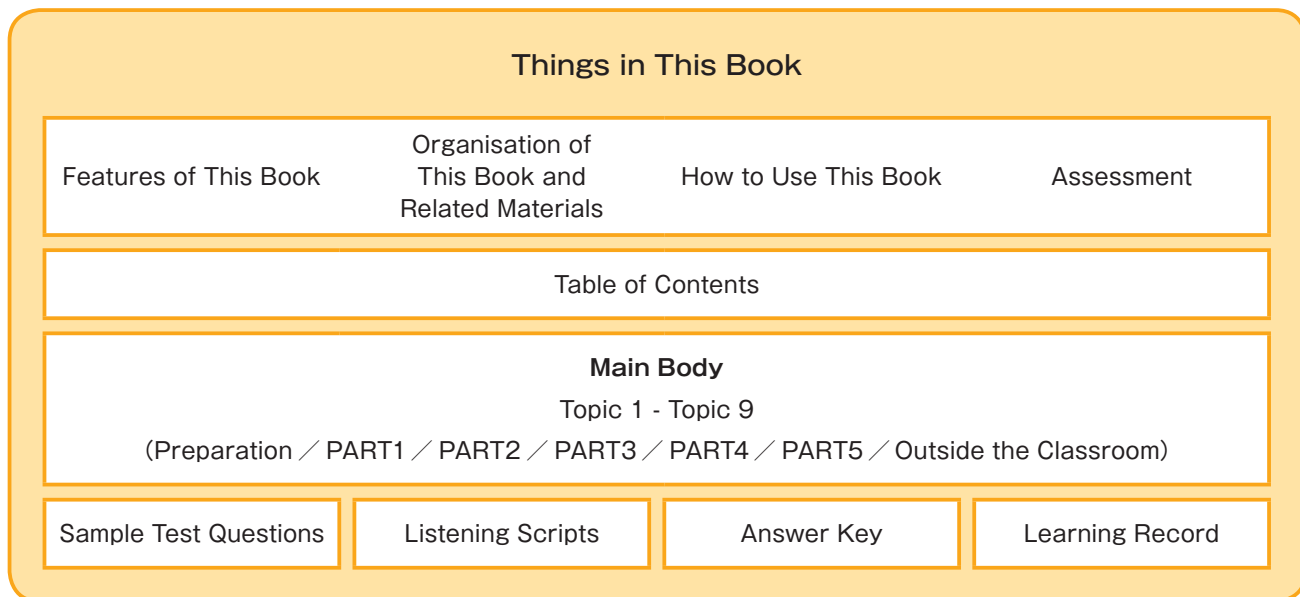 Things in This Book
Features of This Book
Organisation of
This Book and
Related Materials
How to Use This Book
Assessment
Table of Contents
Main Body
Topic 1 - Topic 9
(Preparation ／ PART1 ／ PART2 ／ PART3 ／ PART4 ／ PART5 ／ Outside the Classroom)
Sample Test Questions
Listening Scripts
Answer Key
Learning Record